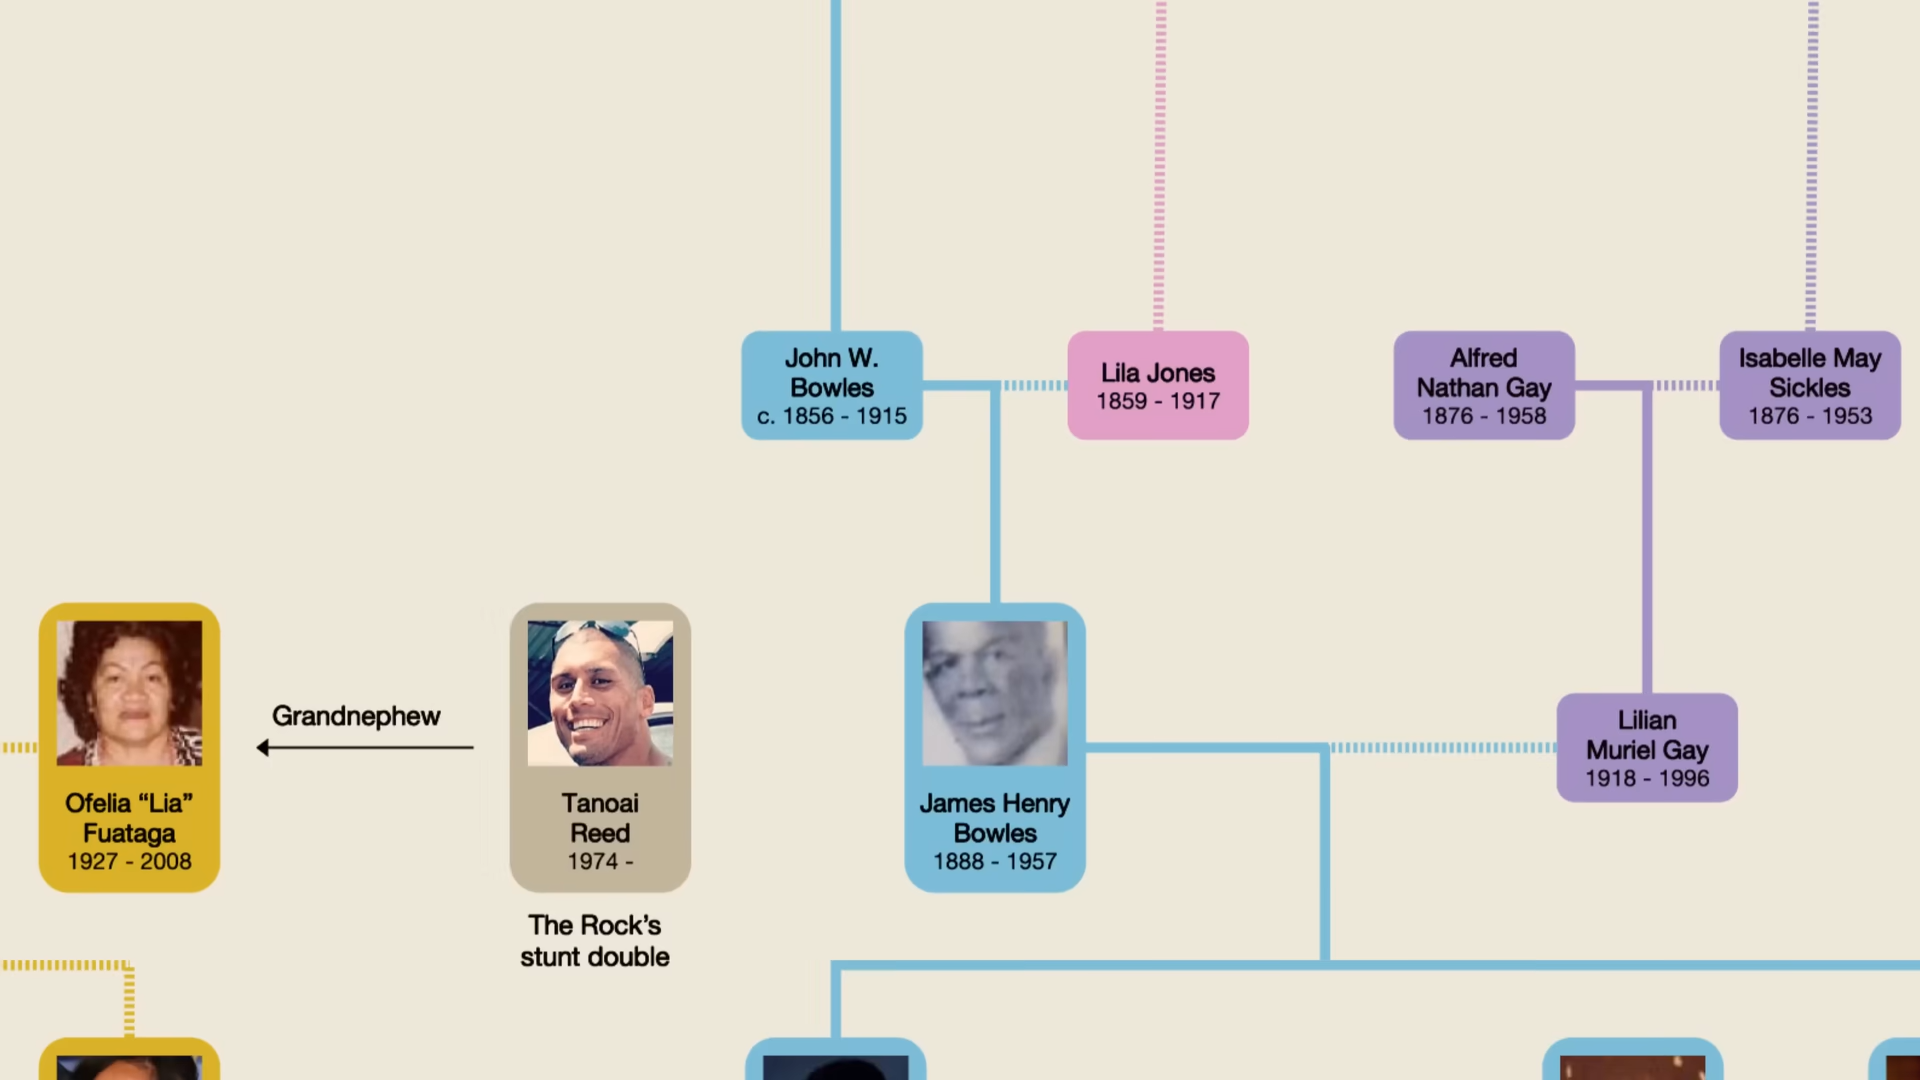 John W.
Bowles
c. 1856 - 1915
Lila Jones
1859 - 1917
Alfred
Nathan Gay
1876 - 1958
Isabelle May
Sickles
1876 - 1953
Ofelia “Lia”
Fuataga
1927 - 2008
Grandnephew
Tanoai
Reed
1974 -
The Rock’s
stunt double
James Henry
Bowles
1888 - 1957
Lilian
Muriel Gay
1918 - 1996